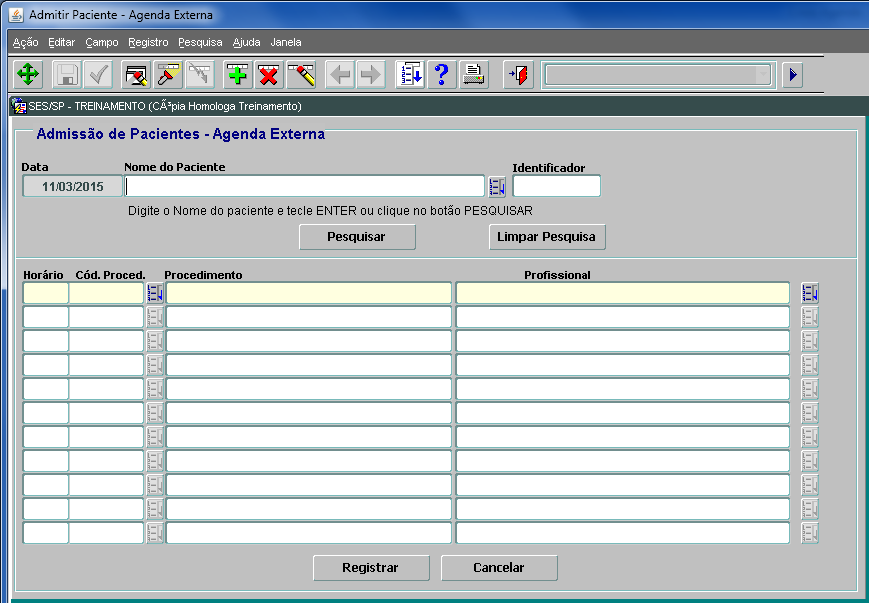 Admitir Paciente - Agenda Externa
Ação Editar Campo Registro Pesquisa Ajuda Janela
SES/SP - TREINAMENTO (CÃ³pia Homologa Treinamento)
Admissão de Pacientes - Agenda Externa
Data Nome do Paciente Identificador
11/03/2015
Digite o Nome do paciente e tecle ENTER ou clique no botão PESQUISAR
Pesquisar Limpar Pesquisa
Horário Cód. Proced. Procedimento Profissional
Registrar Cancelar